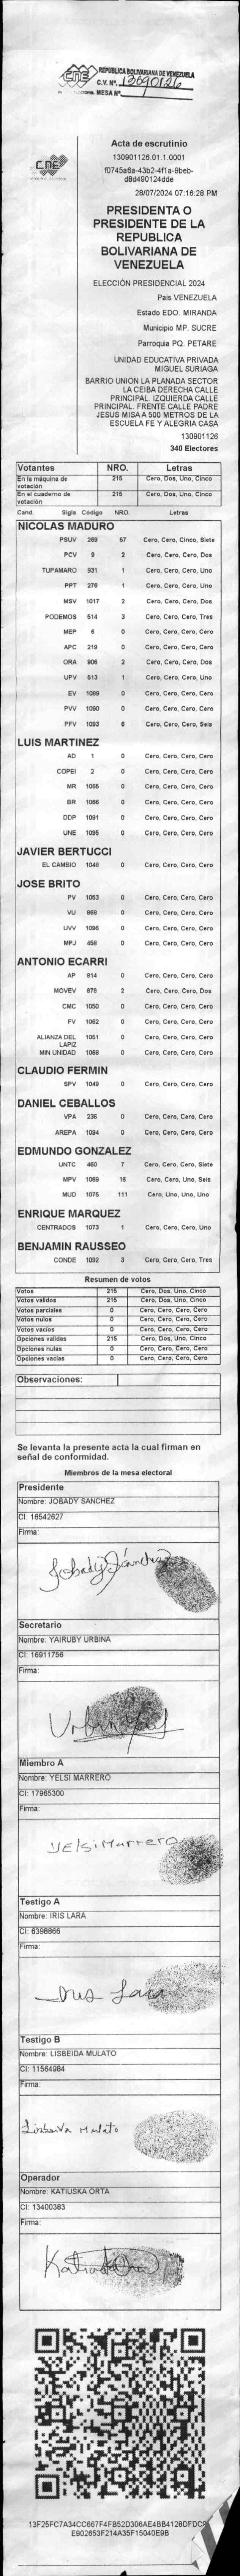 CNE REPÚBLICA BOLIVARIANA DE VENEZUELA
C.V. Nº. 130901126
MESA Nº.
CNE
Acta de escrutinio
130901126.01.1.0001
f0745a6a-43b2-4f1a-9beb-
d8d490124dde
28/07/2024 07:16:28 PM
PRESIDENTA O
PRESIDENTE DE LA
REPUBLICA
BOLIVARIANA DE
VENEZUELA
ELECCIÓN PRESIDENCIAL 2024
Pais VENEZUELA
Estado EDO. MIRANDA
Municipio MP. SUCRE
Parroquia PQ. PETARE
UNIDAD EDUCATIVA PRIVADA
MIGUEL SURIAGA
BARRIO UNION LA PLANADA SECTOR
LA CEIBA DERECHA CALLE
PRINCIPAL. IZQUIERDA CALLE
PRINCIPAL. FRENTE CALLE PADRE
JESUS MISA A 500 METROS DE LA
ESCUELA FE Y ALEGRIA CASA
130901126
340 Electores
Votantes NRO. Letras
En la máquina de votación 215 Cero, Dos, Uno, Cinco
En el cuaderno de votación 215 Cero, Dos, Uno, Cinco
Cand. Sigla Código NRO. Letras
NICOLAS MADURO
PSUV 269 57 Cero, Cero, Cinco, Siete
PCV 9 2 Cero, Cero, Cero, Dos
TUPAMARO 931 1 Cero, Cero, Cero, Uno
PPT 276 1 Cero, Cero, Cero, Uno
MSV 1017 2 Cero, Cero, Cero, Dos
PODEMOS 514 3 Cero, Cero, Cero, Tres
MEP 6 0 Cero, Cero, Cero, Cero
APC 219 0 Cero, Cero, Cero, Cero
ORA 906 2 Cero, Cero, Cero, Dos
UPV 513 1 Cero, Cero, Cero, Uno
EV 1089 0 Cero, Cero, Cero, Cero
PVV 1090 0 Cero, Cero, Cero, Cero
PFV 1093 6 Cero, Cero, Cero, Seis
LUIS MARTINEZ
AD 1 0 Cero, Cero, Cero, Cero
COPEI 2 0 Cero, Cero, Cero, Cero
MR 1065 0 Cero, Cero, Cero, Cero
BR 1066 0 Cero, Cero, Cero, Cero
DDP 1091 0 Cero, Cero, Cero, Cero
UNE 1095 0 Cero, Cero, Cero, Cero
JAVIER BERTUCCI
EL CAMBIO 1048 0 Cero, Cero, Cero, Cero
JOSE BRITO
PV 1053 0 Cero, Cero, Cero, Cero
VU 868 0 Cero, Cero, Cero, Cero
UVV 1096 0 Cero, Cero, Cero, Cero
MPJ 458 0 Cero, Cero, Cero, Cero
ANTONIO ECARRI
AP 814 0 Cero, Cero, Cero, Cero
MOVEV 879 2 Cero, Cero, Cero, Dos
CMC 1050 0 Cero, Cero, Cero, Cero
FV 1062 0 Cero, Cero, Cero, Cero
ALIANZA DEL LAPIZ 1051 0 Cero, Cero, Cero, Cero
MIN UNIDAD 1068 0 Cero, Cero, Cero, Cero
CLAUDIO FERMIN
SPV 1049 0 Cero, Cero, Cero, Cero
DANIEL CEBALLOS
VPA 236 0 Cero, Cero, Cero, Cero
AREPA 1094 0 Cero, Cero, Cero, Cero
EDMUNDO GONZALEZ
UNTC 460 7 Cero, Cero, Cero, Siete
MPV 1069 16 Cero, Cero, Uno, Seis
MUD 1075 111 Cero, Uno, Uno, Uno
ENRIQUE MARQUEZ
CENTRADOS 1073 1 Cero, Cero, Cero, Uno
BENJAMIN RAUSSEO
CONDE 1092 3 Cero, Cero, Cero, Tres
Resumen de votos
Votos 215 Cero, Dos, Uno, Cinco
Votos validos 215 Cero, Dos, Uno, Cinco
Votos parciales 0 Cero, Cero, Cero, Cero
Votos nulos 0 Cero, Cero, Cero, Cero
Votos vacios 0 Cero, Cero, Cero, Cero
Opciones validas 215 Cero, Dos, Uno, Cinco
Opciones nulas 0 Cero, Cero, Cero, Cero
Opciones vacias 0 Cero, Cero, Cero, Cero
Observaciones:
Se levanta la presente acta la cual firman en
señal de conformidad.
Miembros de la mesa electoral
Presidente
Nombre: JOBADY SANCHEZ
CI: 16542627
Firma:
Jobady Sánchez
Secretario
Nombre: YAIRUBY URBINA
CI: 16911756
Firma:
Miembro A
Nombre: YELSI MARRERO
CI: 17965300
Firma:
Yelsi Marrero
Testigo A
Nombre: IRIS LARA
CI: 6398866
Firma:
Iris Lara
Testigo B
Nombre: LISBEIDA MULATO
CI: 11564984
Firma:
Lisbeida Mulato
Operador
Nombre: KATIUSKA ORTA
CI: 13400383
Firma:
13F25FC7A34CC667F4FB52D306AE4BB4128DFDC9
E902653F214A35F15040E9B